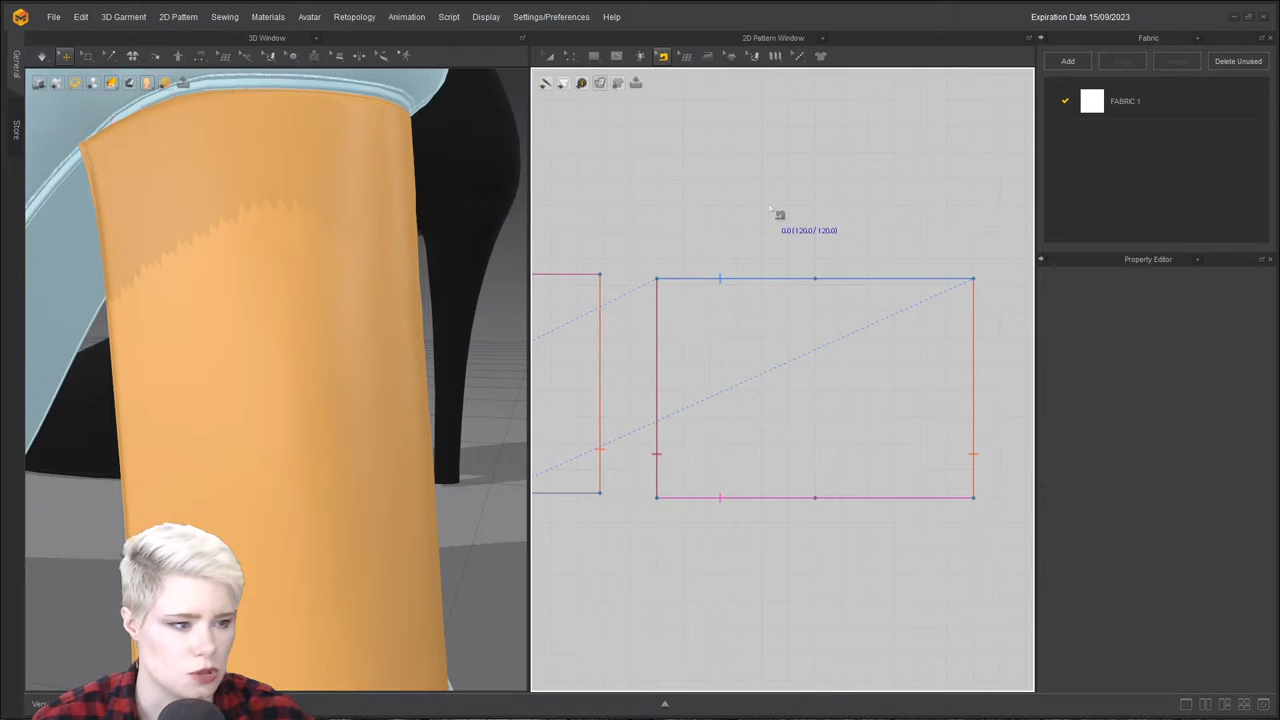 File Edit 3D Garment 2D Pattern Sewing Materials Avatar Retopology Animation Script Display Settings/Preferences Help Expiration Date 15/09/2023
3D Window 2D Pattern Window Fabric
General
Store
Add Delete Unused
FABRIC 1
0.0 (120.0 / 120.0)
Property Editor